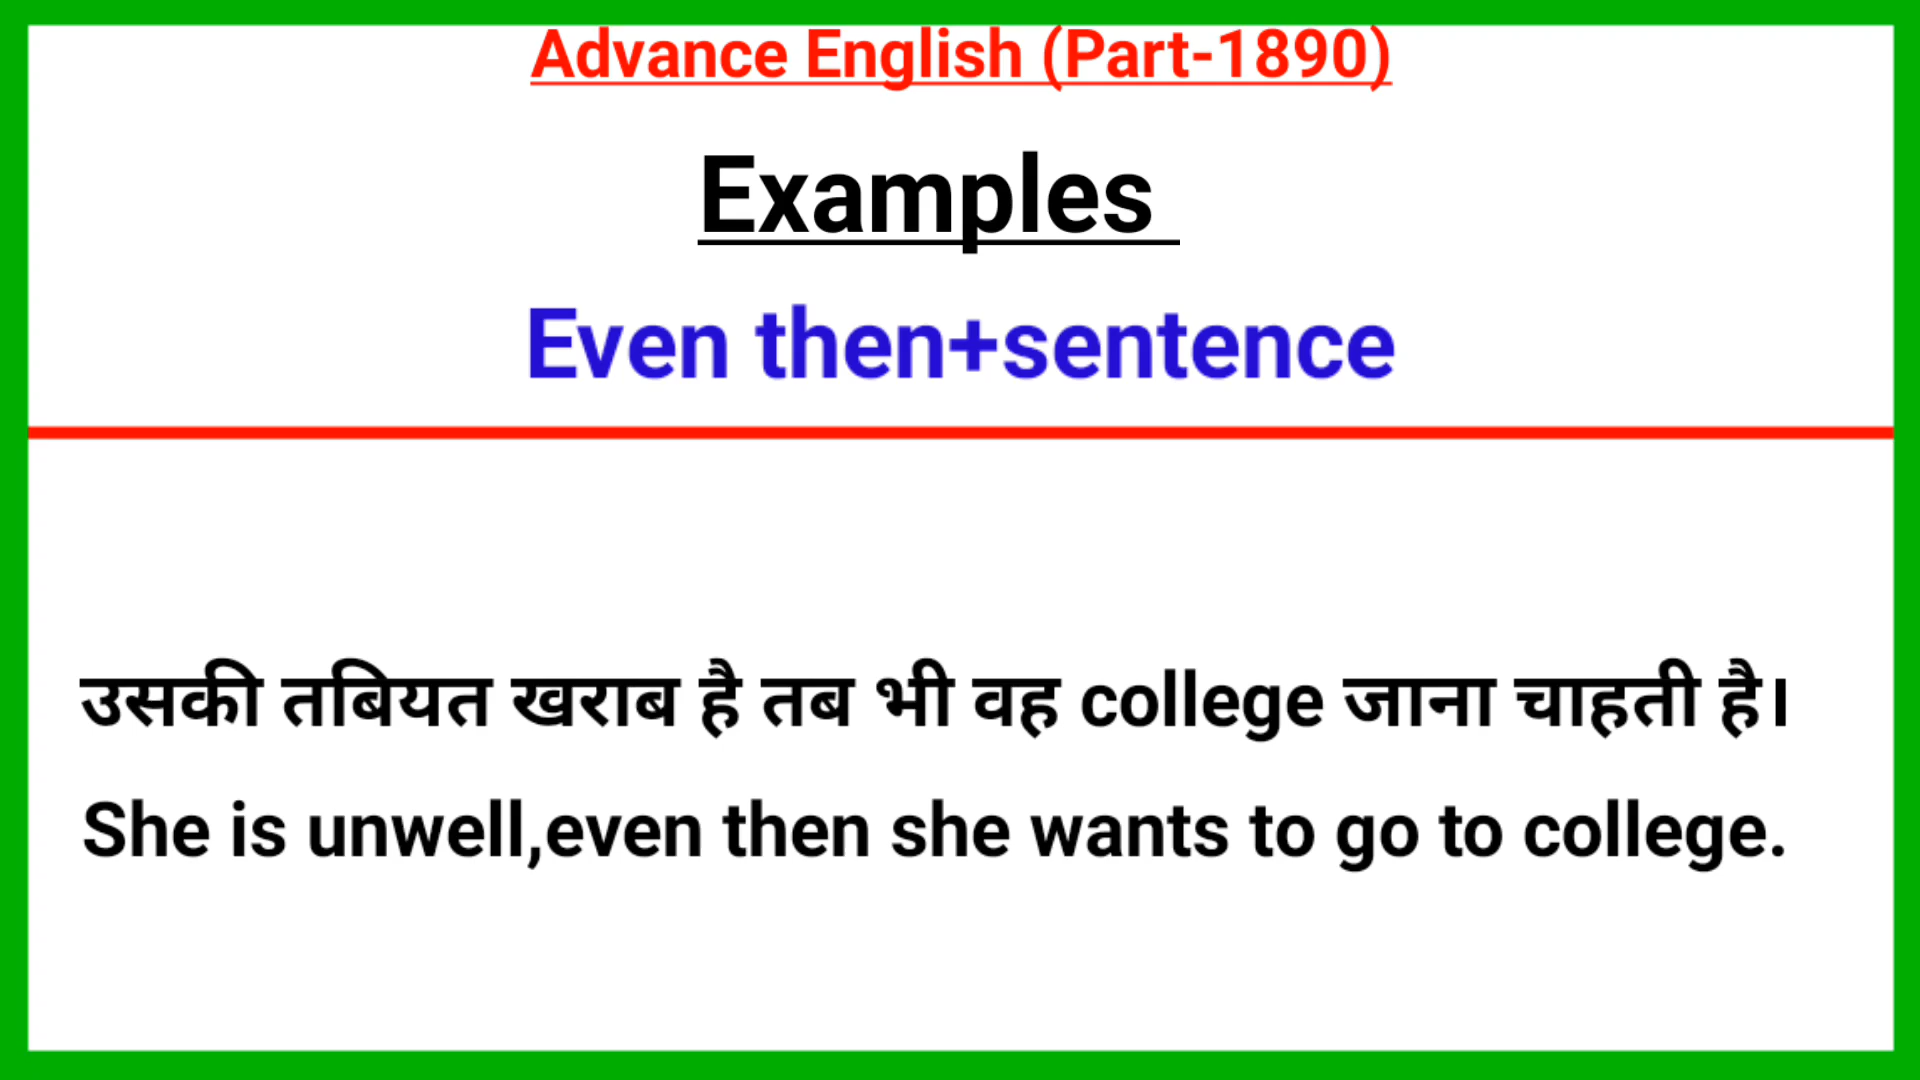 Advance English (Part-1890)
Examples
Even then+sentence
उसकी तबियत खराब है तब भी वह college जाना चाहती है।
She is unwell,even then she wants to go to college.